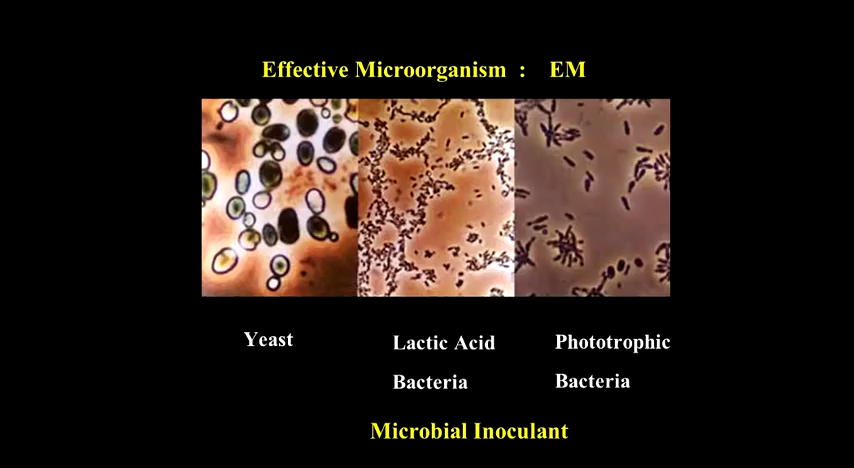 Effective Microorganism : EM
Yeast
Lactic Acid
Bacteria
Phototrophic
Bacteria
Microbial Inoculant